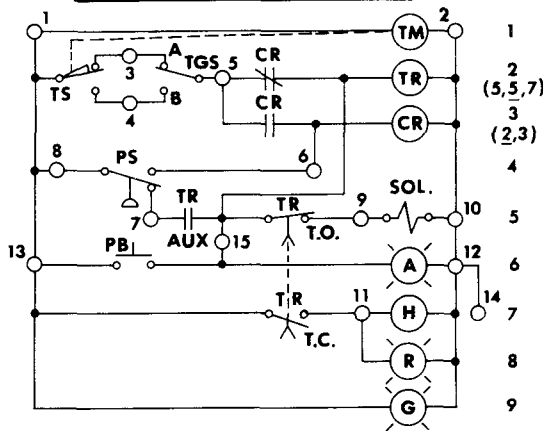 1 TM 2 1
A
3 TGS 5 CR TR 2
(5,5,7)
TS B
4 CR CR 3
(2,3)
8 PS 6 4
7 TR AUX TR T.O. 9 SOL. 10 5
15
13 PB A 12 6
TR T.C. 11 H 14 7
R 8
G 9